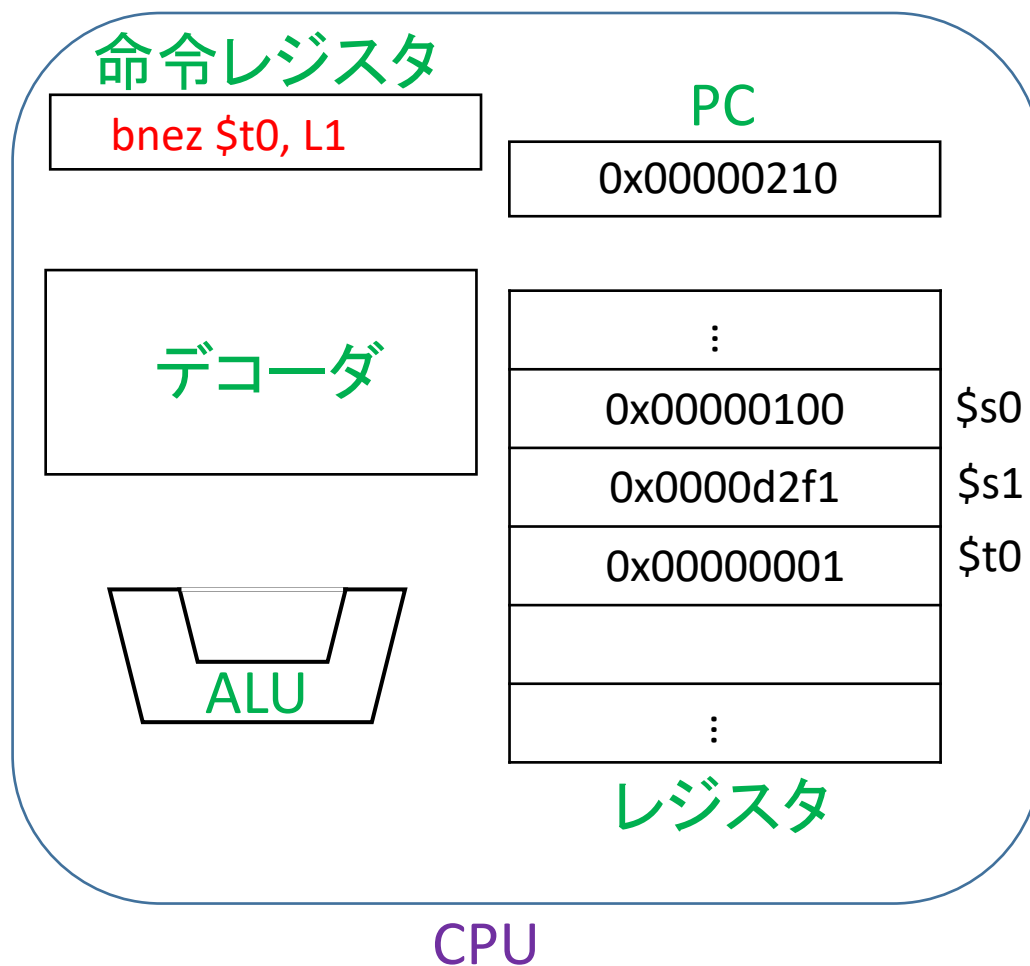 命令レジスタ
bnez $t0, L1
PC
0x00000210
デコーダ
⋮
0x00000100 $s0
0x0000d2f1 $s1
0x00000001 $t0
⋮
ALU
レジスタ
CPU